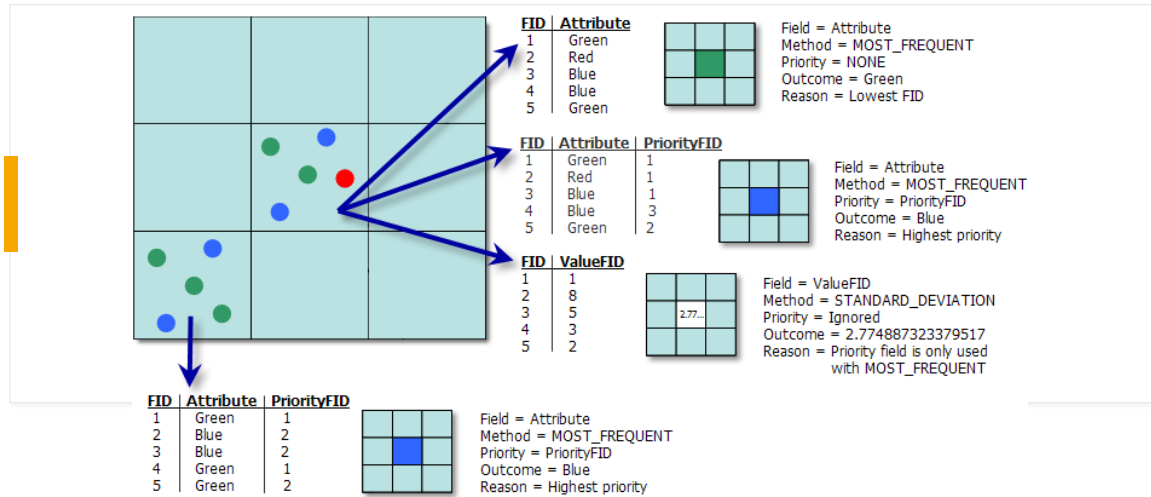 FID | Attribute
1 Green
2 Red
3 Blue
4 Blue
5 Green
Field = Attribute
Method = MOST_FREQUENT
Priority = NONE
Outcome = Green
Reason = Lowest FID
FID | Attribute | PriorityFID
1 Green 1
2 Red 1
3 Blue 1
4 Blue 3
5 Green 2
Field = Attribute
Method = MOST_FREQUENT
Priority = PriorityFID
Outcome = Blue
Reason = Highest priority
FID | ValueFID
1 1
2 8
3 5
4 3
5 2
2.77...
Field = ValueFID
Method = STANDARD_DEVIATION
Priority = Ignored
Outcome = 2.774887323379517
Reason = Priority field is only used
with MOST_FREQUENT
FID | Attribute | PriorityFID
1 Green 1
2 Blue 2
3 Blue 2
4 Green 1
5 Green 2
Field = Attribute
Method = MOST_FREQUENT
Priority = PriorityFID
Outcome = Blue
Reason = Highest priority